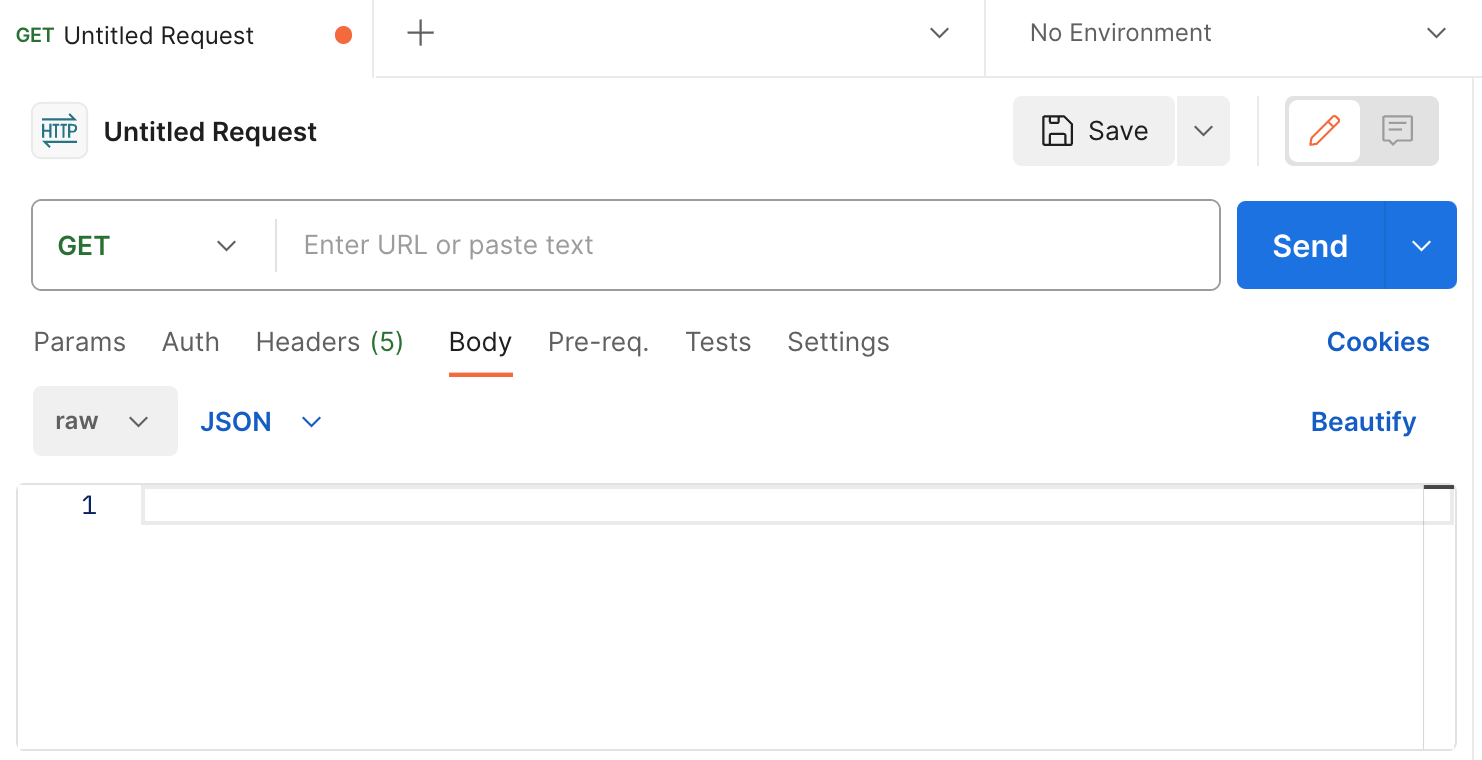 GET Untitled Request
No Environment
HTTP Untitled Request
Save
GET
Enter URL or paste text
Send
Params Auth Headers (5) Body Pre-req. Tests Settings Cookies
raw JSON Beautify
1